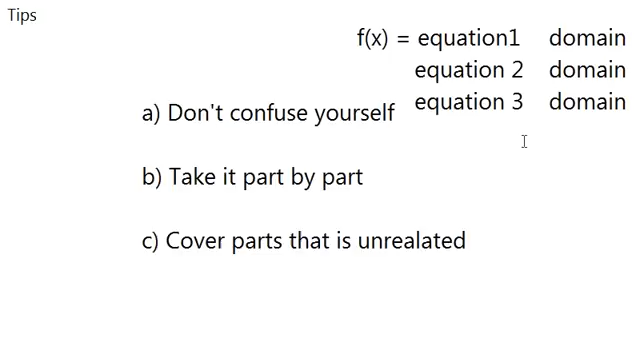 Tips
f(x) = equation1 domain
equation 2 domain
equation 3 domain
a) Don't confuse yourself
b) Take it part by part
c) Cover parts that is unrealated